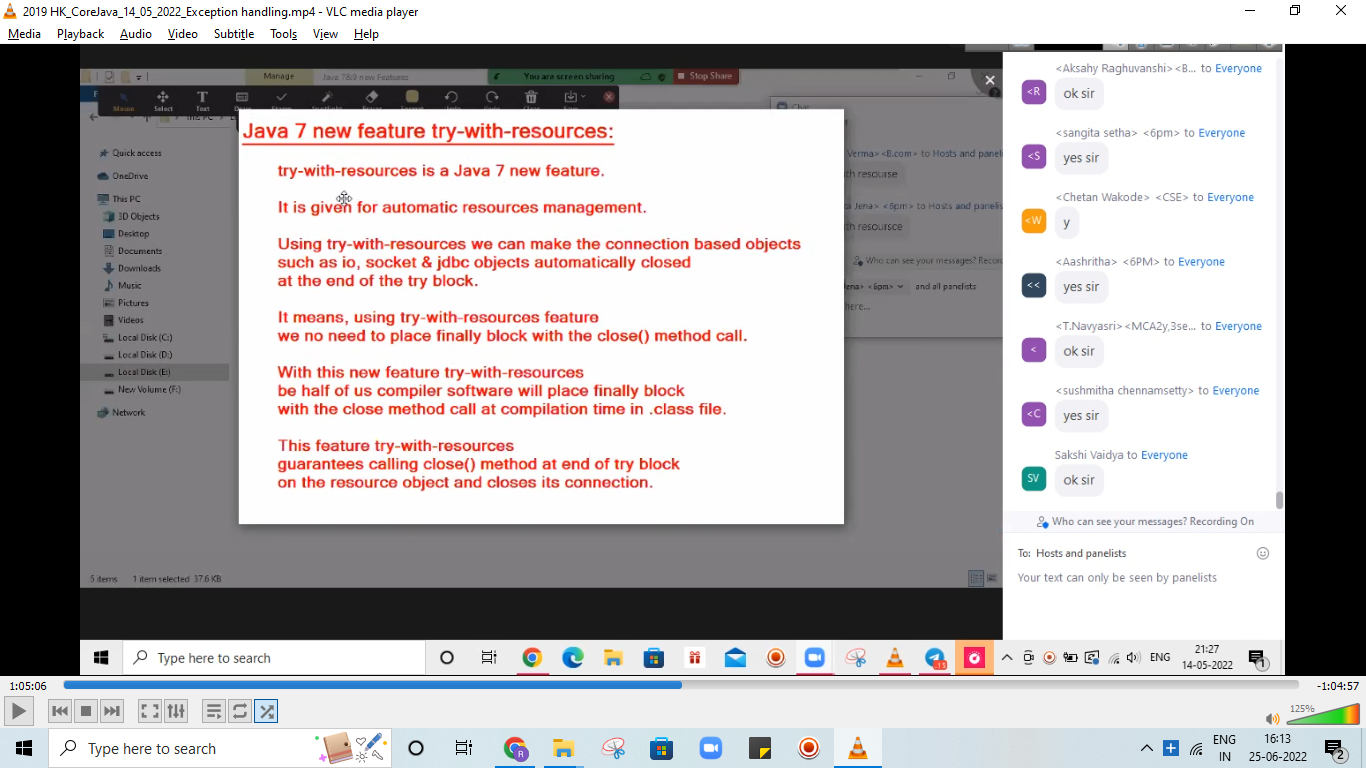 2019 HK_CoreJava_14_05_2022_Exception handling.mp4 - VLC media player
Media Playback Audio Video Subtitle Tools View Help
Manage
Java 7&8,9 new Features
You are screen sharing
Stop Share
Mouse Select Text Spotlight Eraser Format Undo Redo Clear Save
This PC
Quick access
OneDrive
This PC
3D Objects
Desktop
Documents
Downloads
Music
Pictures
Videos
Local Disk (C:)
Local Disk (D:)
Local Disk (E:)
New Volume (F:)
Network
5 items 1 item selected 37.6 KB
Java 7 new feature try-with-resources:
try-with-resources is a Java 7 new feature.
It is given for automatic resources management.
Using try-with-resources we can make the connection based objects
such as io, socket & jdbc objects automatically closed
at the end of the try block.
It means, using try-with-resources feature
we no need to place finally block with the close() method call.
With this new feature try-with-resources
be half of us compiler software will place finally block
with the close method call at compilation time in .class file.
This feature try-with-resources
guarantees calling close() method at end of try block
on the resource object and closes its connection.
Chat
Verma> <B.com> to Hosts and paneli
th resource
Jena> <6pm> to Hosts and panelis
th resourse
Who can see your messages? Recor
Jena> <6pm> and all panelists
here...
<Aksahy Raghuvanshi><B... to Everyone
<R
ok sir
<sangita setha> <6pm> to Everyone
<S
yes sir
<Chetan Wakode> <CSE> to Everyone
<W
y
<Aashritha> <6PM> to Everyone
<<
yes sir
<T.Navyasri><MCA2y,3se... to Everyone
<
ok sir
<sushmitha chennamsetty> to Everyone
<C
yes sir
Sakshi Vaidya to Everyone
SV
ok sir
Who can see your messages? Recording On
To: Hosts and panelists
Your text can only be seen by panelists
Type here to search
ENG
21:27
14-05-2022
1
1:05:06
-1:04:57
125%
Type here to search
ENG
IN
16:13
25-06-2022
2